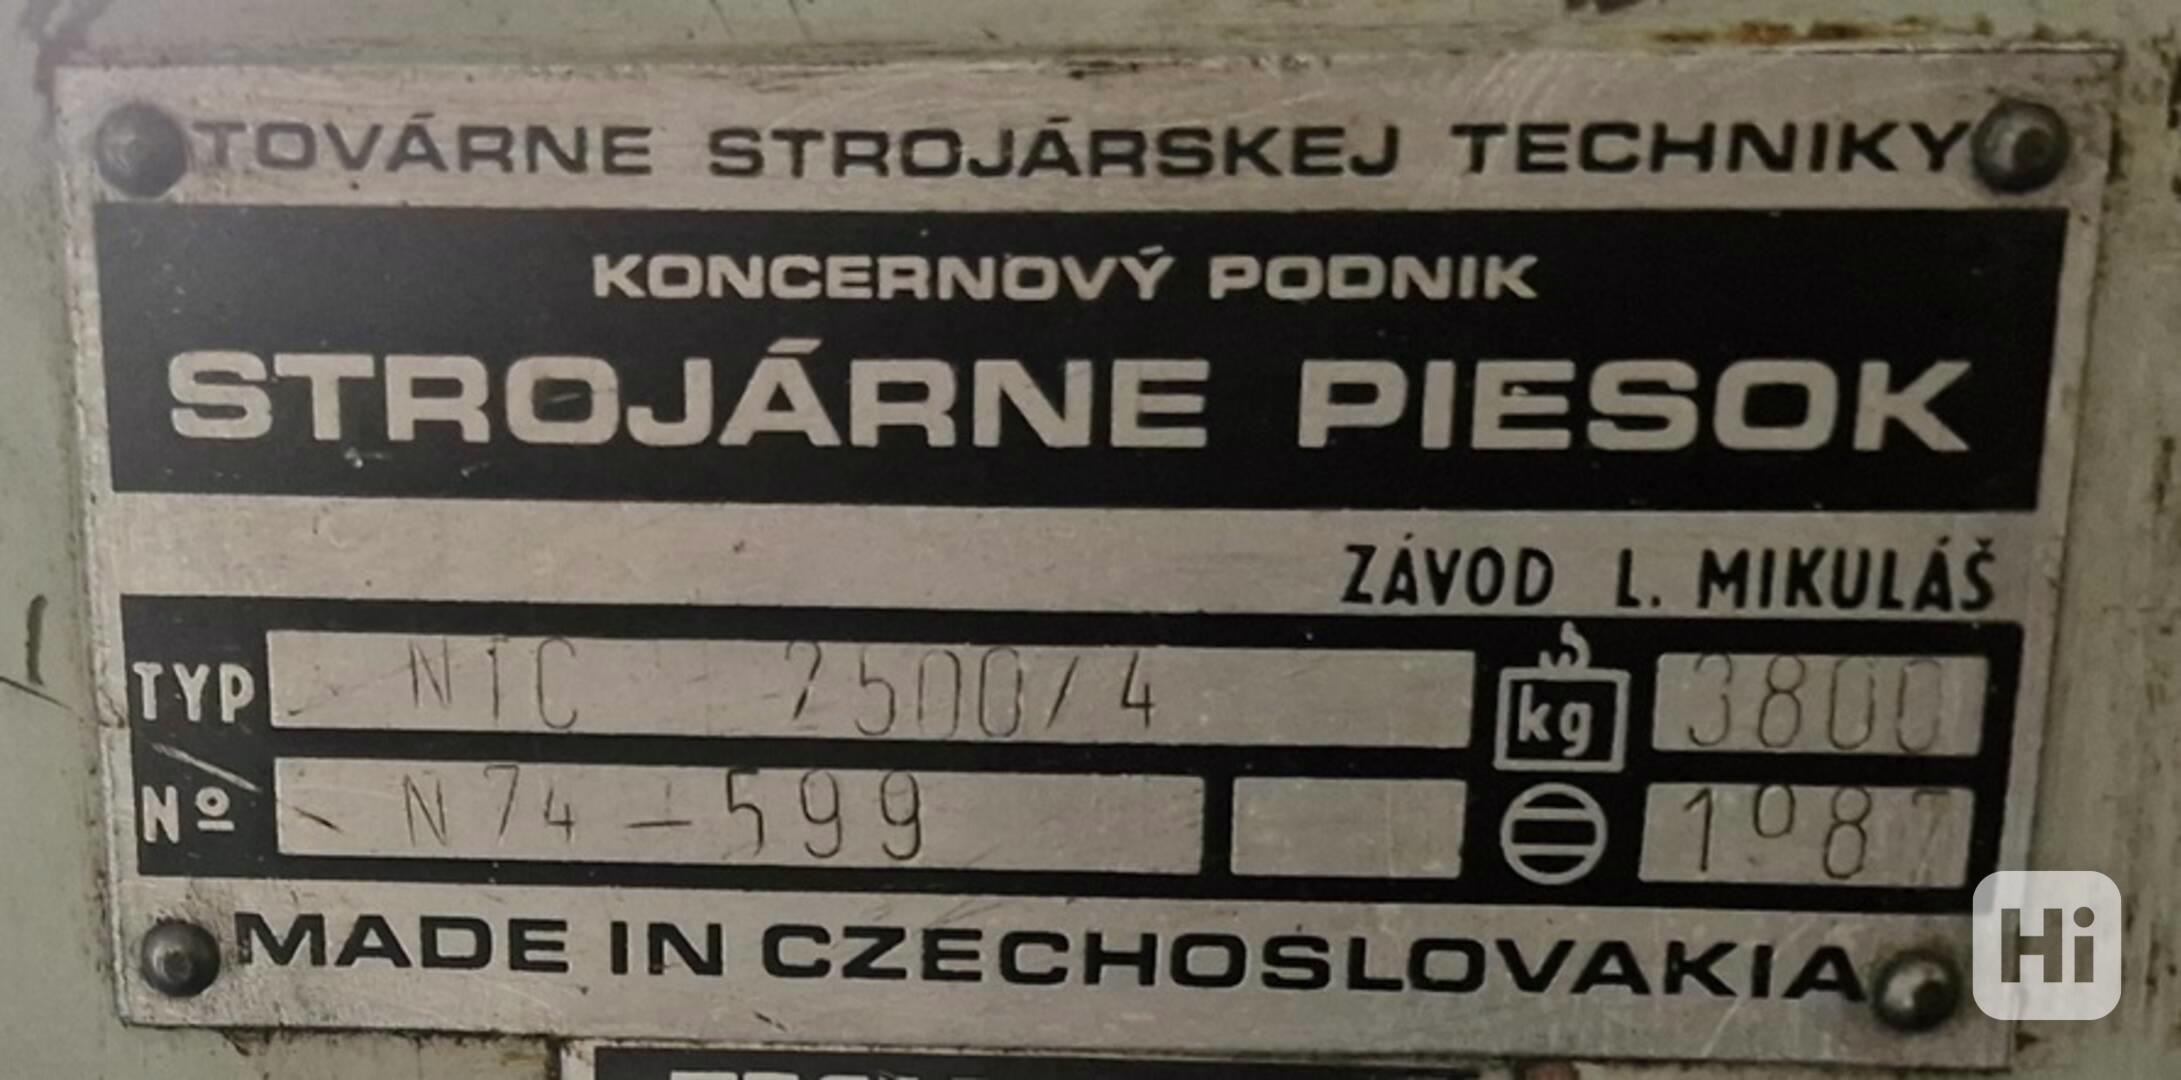 TOVÁRNE STROJÁRSKEJ TECHNIKY
KONCERNOVÝ PODNIK
STROJÁRNE PIESOK
ZÁVOD L. MIKULÁŠ
TYP NTC 2500/4 kg 3800
Nº N74-599 1987
MADE IN CZECHOSLOVAKIA
Hi